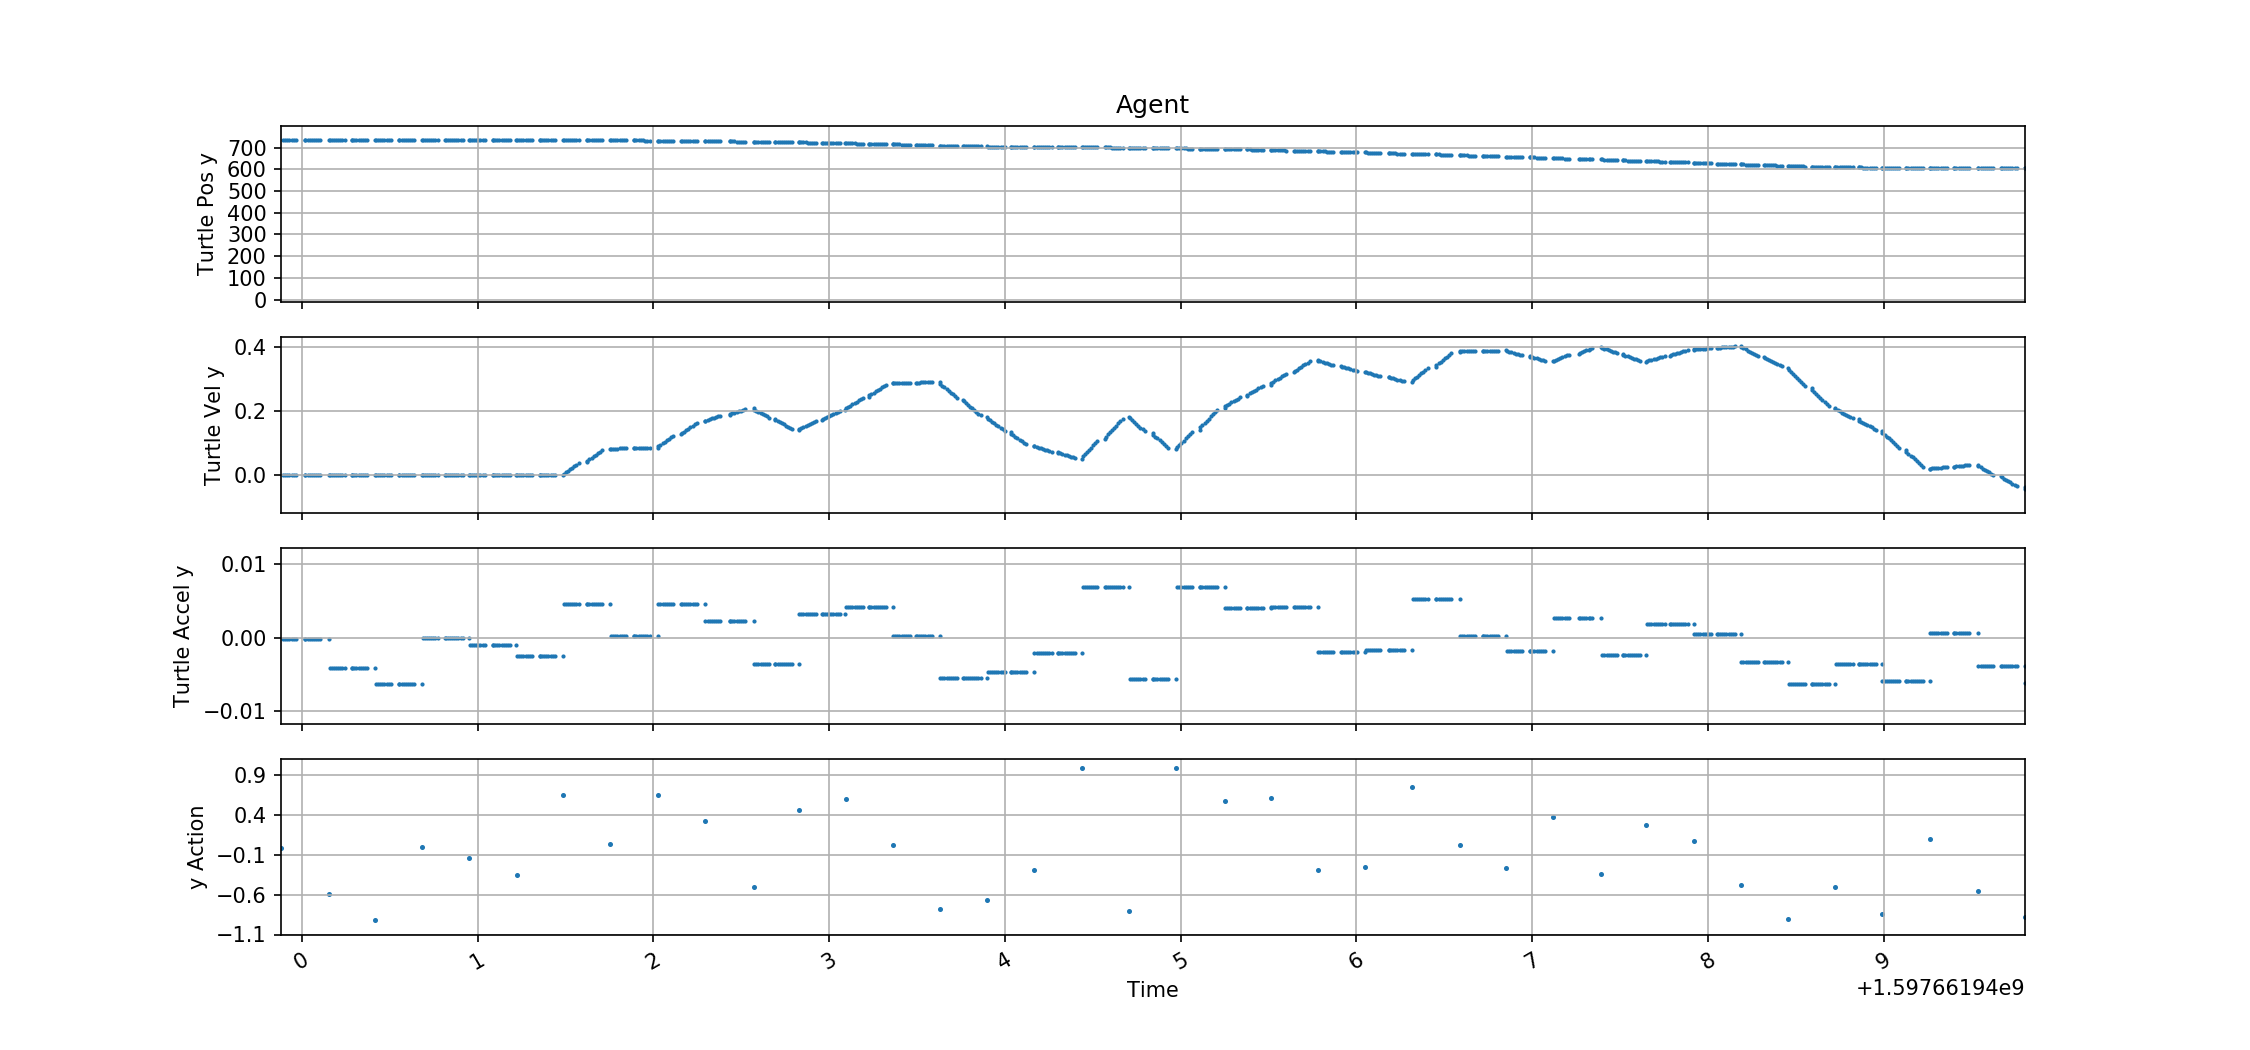 Agent
Turtle Pos y
700
600
500
400
300
200
100
0
Turtle Vel y
0.4
0.2
0.0
Turtle Accel y
0.01
0.00
−0.01
y Action
0.9
0.4
−0.1
−0.6
−1.1
0 1 2 3 4 5 6 7 8 9
Time
+1.59766194e9